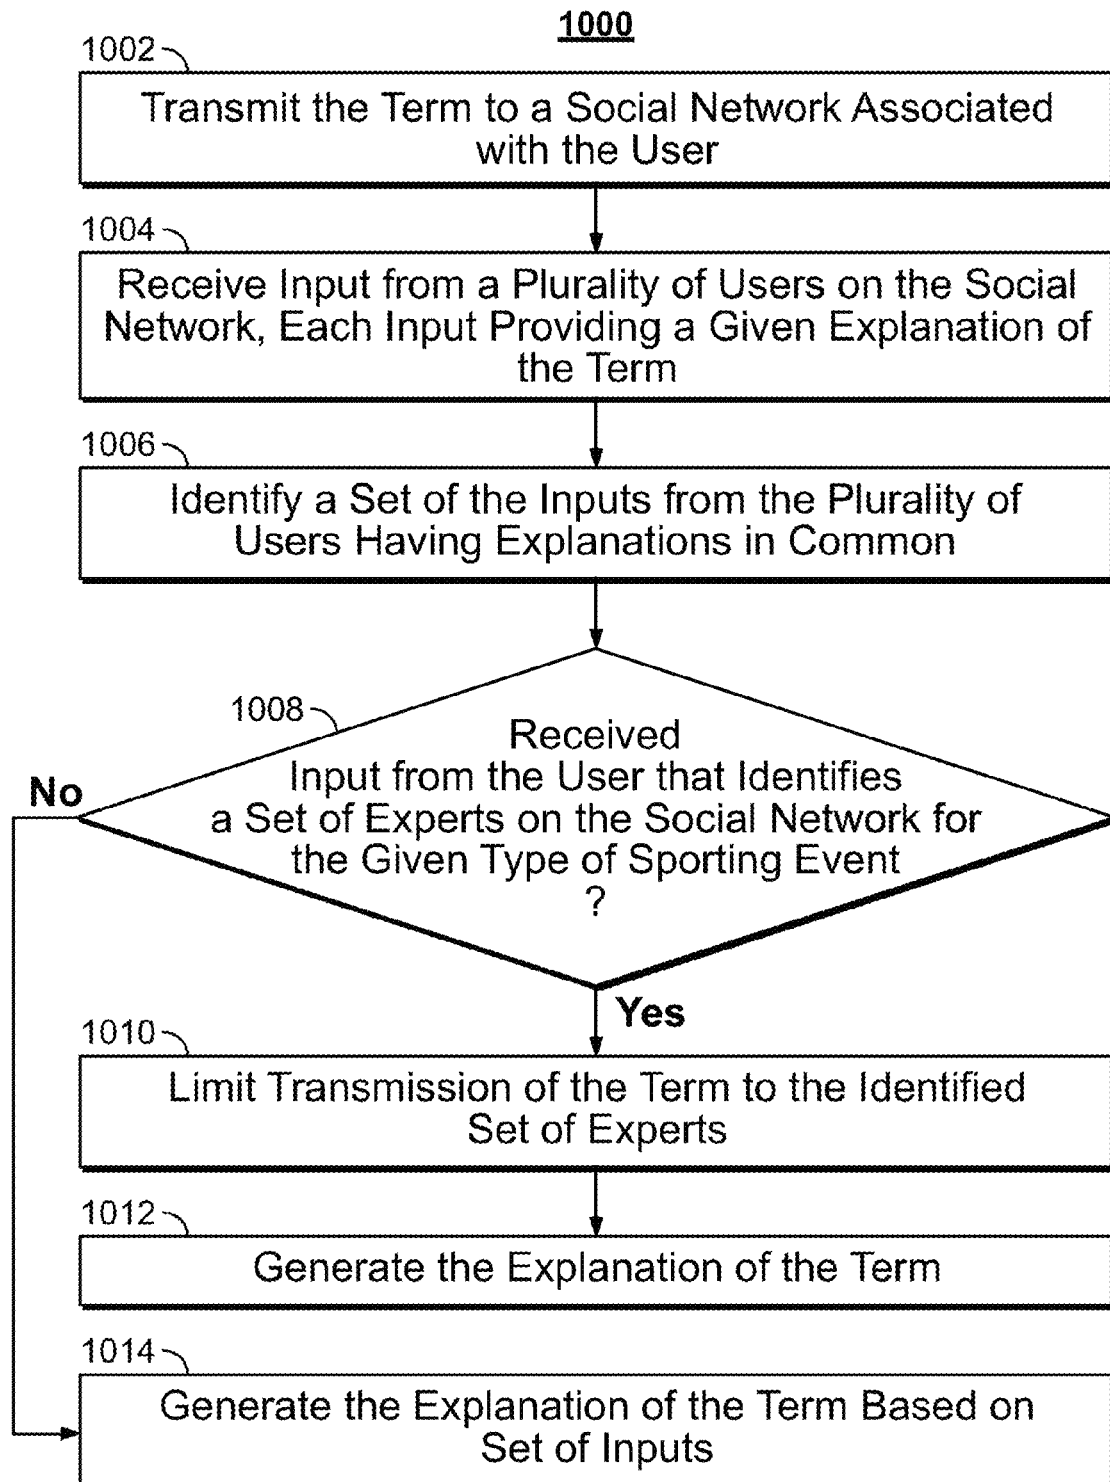 1000
1002
Transmit the Term to a Social Network Associated
with the User
1004
Receive Input from a Plurality of Users on the Social
Network, Each Input Providing a Given Explanation of
the Term
1006
Identify a Set of the Inputs from the Plurality of
Users Having Explanations in Common
1008
Received
Input from the User that Identifies
a Set of Experts on the Social Network for
the Given Type of Sporting Event
?
No
Yes
1010
Limit Transmission of the Term to the Identified
Set of Experts
1012
Generate the Explanation of the Term
1014
Generate the Explanation of the Term Based on
Set of Inputs